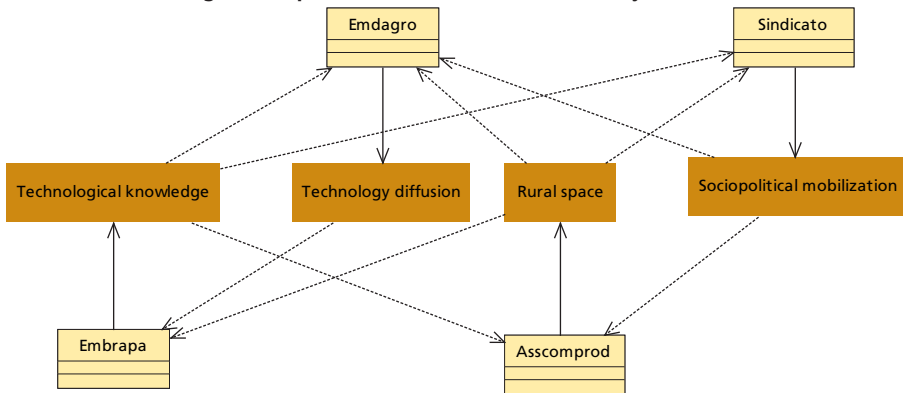 Emdagro
Sindicato
Technological knowledge
Technology diffusion
Rural space
Sociopolitical mobilization
Embrapa
Asscomprod